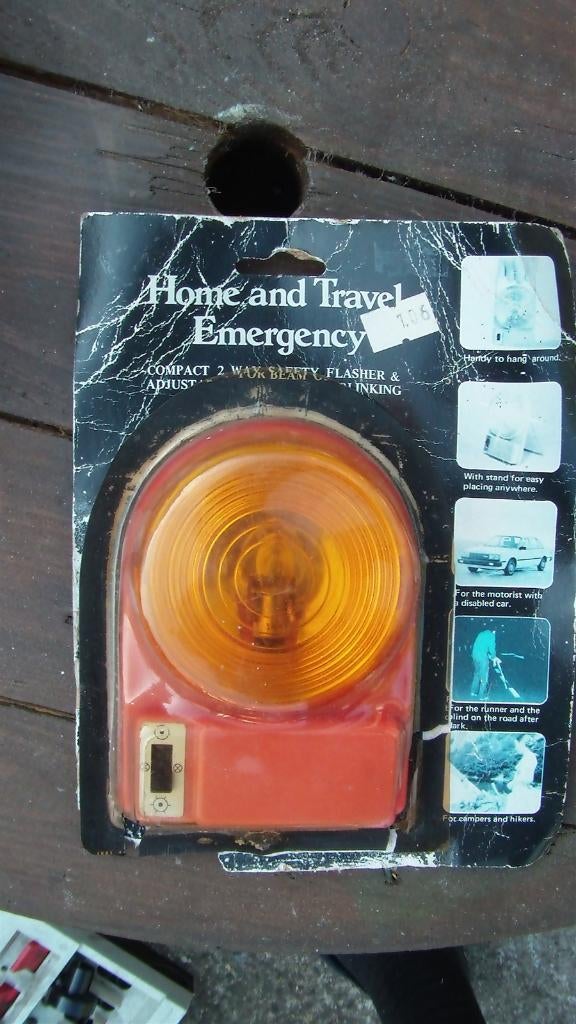 Home and Travel
Emergency
1.06
COMPACT 2 WAY SAFETY FLASHER &
BEAM
LINKING
Handy to hang around.
With stand for easy
placing anywhere.
For the motorist with
a disabled car.
For the runner and the
blind on the road after
dark.
For campers and hikers.